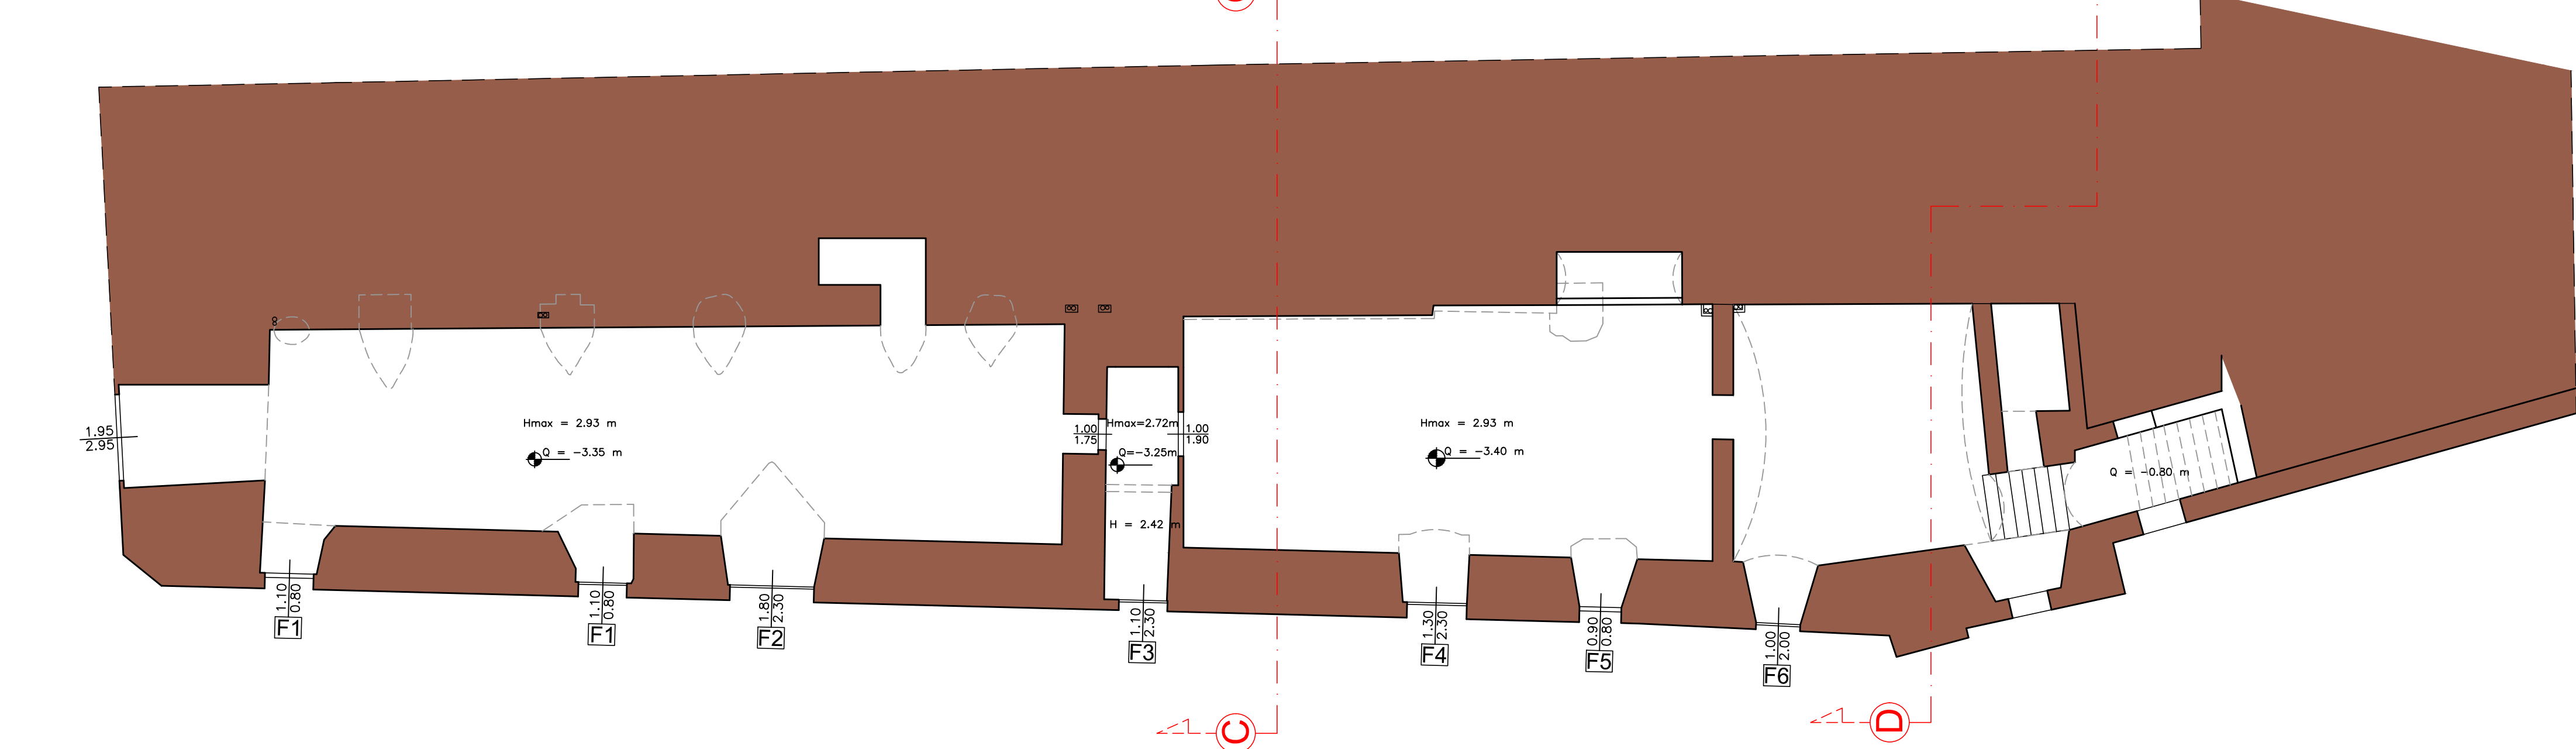 Hmax = 2.93 m
Q = -3.35 m
1.95
2.95
1.00
1.75
Hmax=2.72m
Q=-3.25m
H = 2.42 m
1.00
1.90
Hmax = 2.93 m
Q = -3.40 m
Q = -0.80 m
1.10
0.80
F1
1.10
0.80
F1
1.80
2.30
F2
1.10
2.30
F3
1.30
2.30
F4
0.90
0.80
F5
1.00
2.00
F6
C
D